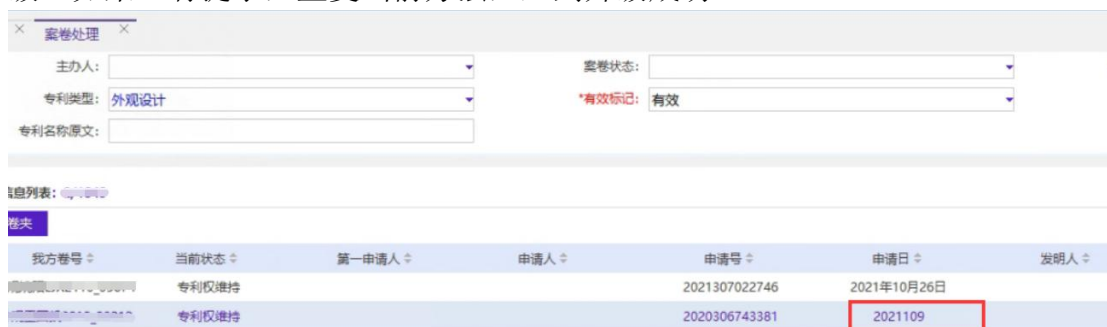 案卷处理
主办人: 案卷状态:
专利类型: 外观设计 *有效标记: 有效
专利名称原文:
信息列表:
卷夹
我方卷号 当前状态 第一申请人 申请人 申请号 申请日 发明人
专利权维持 2021307022746 2021年10月26日
专利权维持 2020306743381 2021109